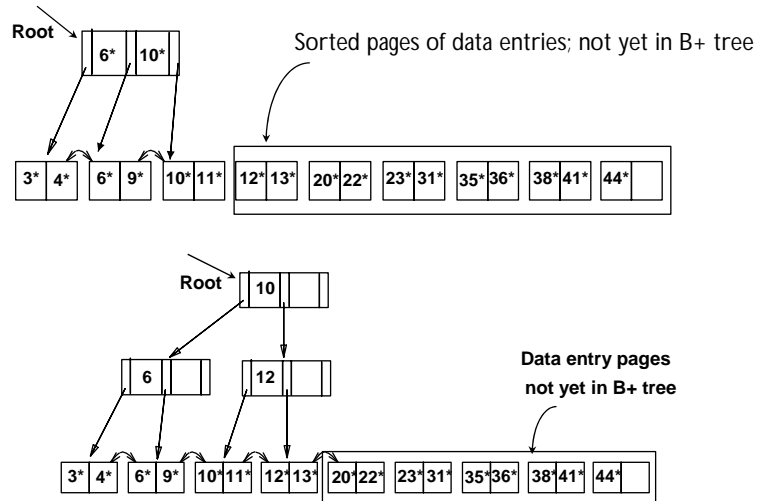 Root
Sorted pages of data entries; not yet in B+ tree
6* 10*
3* 4* 6* 9* 10* 11* 12* 13* 20* 22* 23* 31* 35* 36* 38* 41* 44*
Root
10
6 12
Data entry pages
not yet in B+ tree
3* 4* 6* 9* 10* 11* 12* 13* 20* 22* 23* 31* 35* 36* 38* 41* 44*